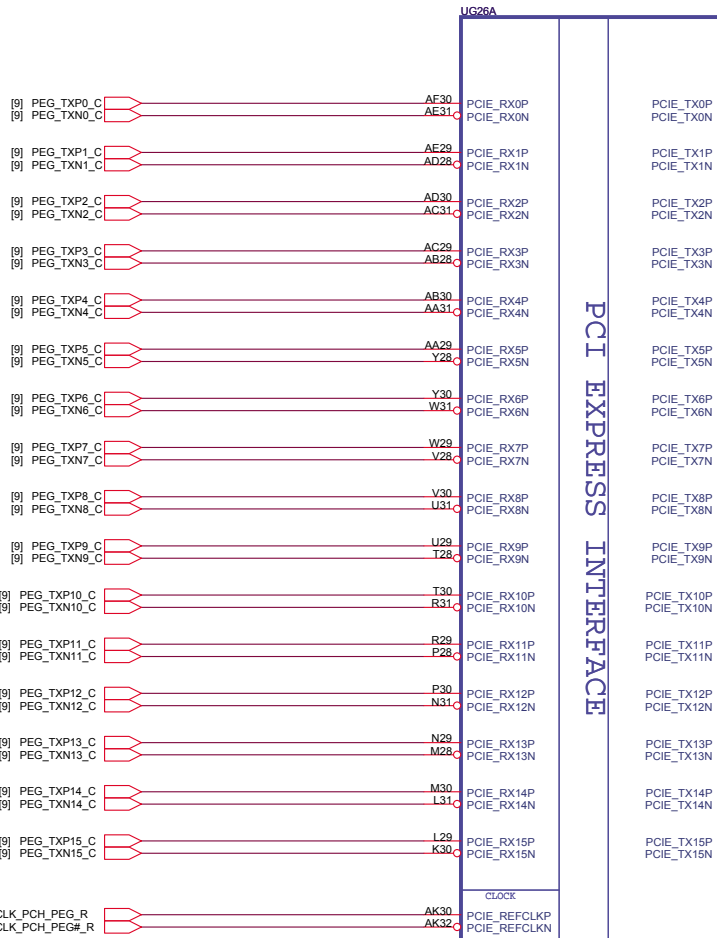 UG26A
[9] PEG_TXP0_C AF30 PCIE_RX0P PCIE_TX0P
[9] PEG_TXN0_C AE31 PCIE_RX0N PCIE_TX0N
[9] PEG_TXP1_C AE29 PCIE_RX1P PCIE_TX1P
[9] PEG_TXN1_C AD28 PCIE_RX1N PCIE_TX1N
[9] PEG_TXP2_C AD30 PCIE_RX2P PCIE_TX2P
[9] PEG_TXN2_C AC31 PCIE_RX2N PCIE_TX2N
[9] PEG_TXP3_C AC29 PCIE_RX3P PCIE_TX3P
[9] PEG_TXN3_C AB28 PCIE_RX3N PCIE_TX3N
[9] PEG_TXP4_C AB30 PCIE_RX4P PCIE_TX4P
[9] PEG_TXN4_C AA31 PCIE_RX4N PCIE_TX4N
[9] PEG_TXP5_C AA29 PCIE_RX5P PCIE_TX5P
[9] PEG_TXN5_C Y28 PCIE_RX5N PCIE_TX5N
[9] PEG_TXP6_C Y30 PCIE_RX6P PCIE_TX6P
[9] PEG_TXN6_C W31 PCIE_RX6N PCIE_TX6N
[9] PEG_TXP7_C W29 PCIE_RX7P PCIE_TX7P
[9] PEG_TXN7_C V28 PCIE_RX7N PCIE_TX7N
[9] PEG_TXP8_C V30 PCIE_RX8P PCIE_TX8P
[9] PEG_TXN8_C U31 PCIE_RX8N PCIE_TX8N
[9] PEG_TXP9_C U29 PCIE_RX9P PCIE_TX9P
[9] PEG_TXN9_C T28 PCIE_RX9N PCIE_TX9N
[9] PEG_TXP10_C T30 PCIE_RX10P PCIE_TX10P
[9] PEG_TXN10_C R31 PCIE_RX10N PCIE_TX10N
[9] PEG_TXP11_C R29 PCIE_RX11P PCIE_TX11P
[9] PEG_TXN11_C P28 PCIE_RX11N PCIE_TX11N
[9] PEG_TXP12_C P30 PCIE_RX12P PCIE_TX12P
[9] PEG_TXN12_C N31 PCIE_RX12N PCIE_TX12N
[9] PEG_TXP13_C N29 PCIE_RX13P PCIE_TX13P
[9] PEG_TXN13_C M28 PCIE_RX13N PCIE_TX13N
[9] PEG_TXP14_C M30 PCIE_RX14P PCIE_TX14P
[9] PEG_TXN14_C L31 PCIE_RX14N PCIE_TX14N
[9] PEG_TXP15_C L29 PCIE_RX15P PCIE_TX15P
[9] PEG_TXN15_C K30 PCIE_RX15N PCIE_TX15N
PCI EXPRESS INTERFACE
CLOCK
CLK_PCH_PEG_R AK30 PCIE_REFCLKP
CLK_PCH_PEG#_R AK32 PCIE_REFCLKN